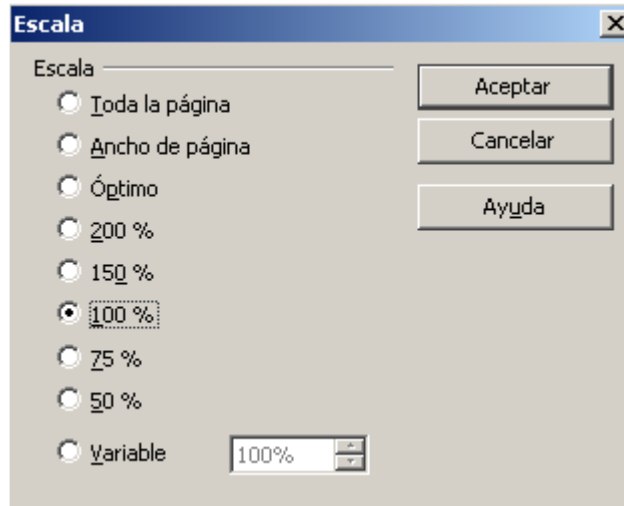 Escala
Escala
Toda la página
Ancho de página
Óptimo
200 %
150 %
100 %
75 %
50 %
Variable 100%
Aceptar
Cancelar
Ayuda